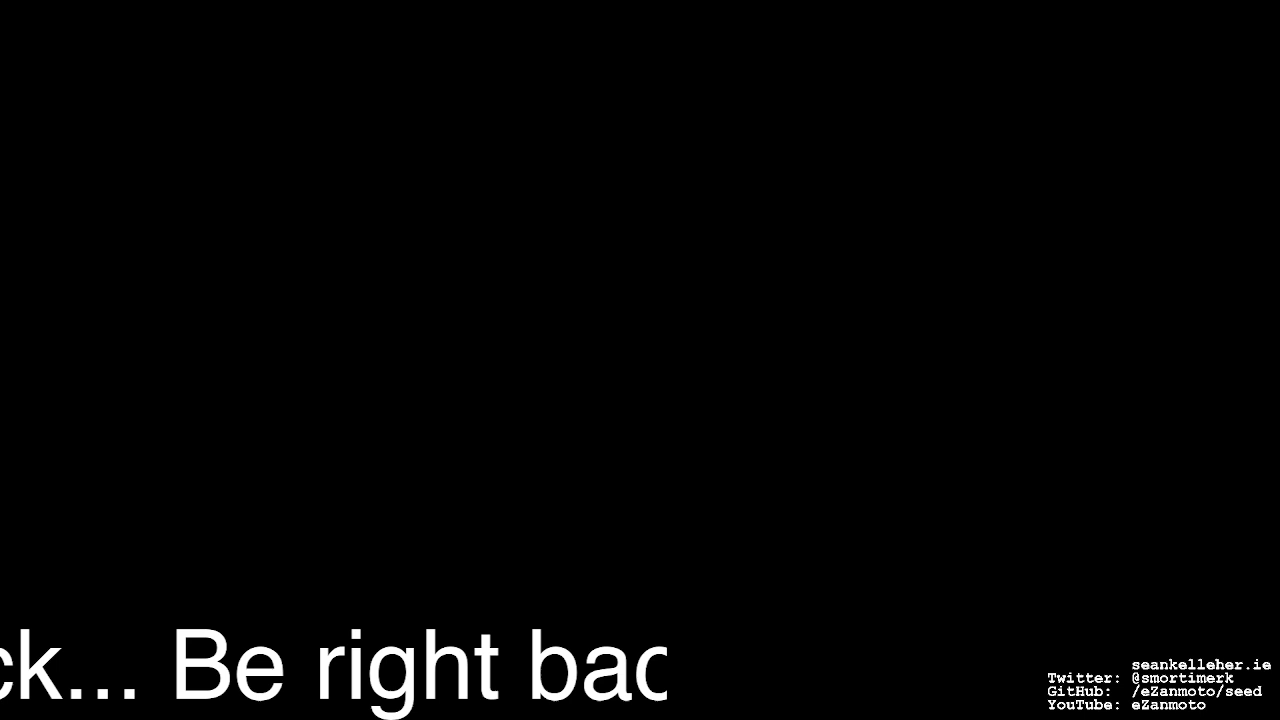 ck... Be right bac
seankelleher.ie
Twitter: @smortimerk
GitHub: /eZanmoto/seed
YouTube: eZanmoto